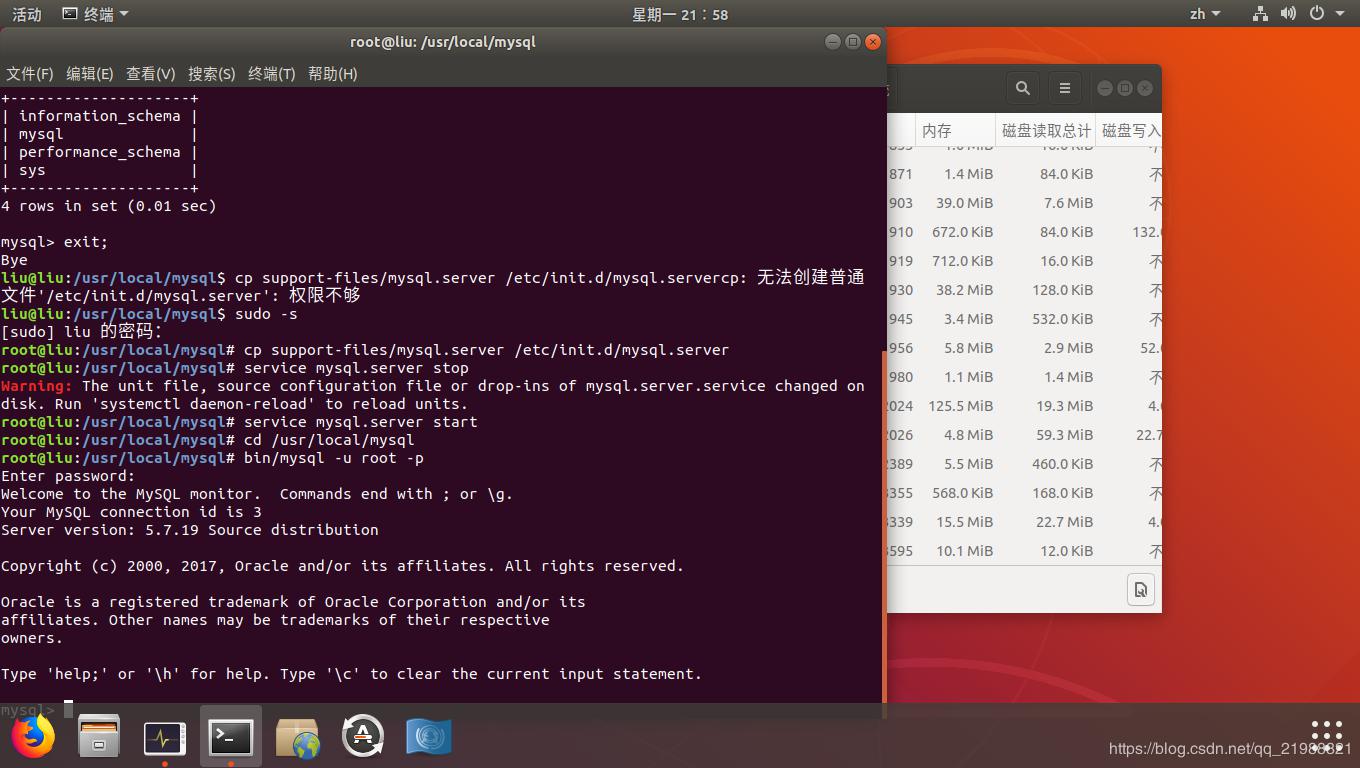 活动 终端 星期一 21：58 zh
root@liu: /usr/local/mysql
文件(F) 编辑(E) 查看(V) 搜索(S) 终端(T) 帮助(H)
+--------------------+
| information_schema |
| mysql              |
| performance_schema |
| sys                |
+--------------------+
4 rows in set (0.01 sec)
mysql> exit;
Bye
liu@liu:/usr/local/mysql$ cp support-files/mysql.server /etc/init.d/mysql.servercp: 无法创建普通
文件'/etc/init.d/mysql.server': 权限不够
liu@liu:/usr/local/mysql$ sudo -s
[sudo] liu 的密码：
root@liu:/usr/local/mysql# cp support-files/mysql.server /etc/init.d/mysql.server
root@liu:/usr/local/mysql# service mysql.server stop
Warning: The unit file, source configuration file or drop-ins of mysql.server.service changed on
disk. Run 'systemctl daemon-reload' to reload units.
root@liu:/usr/local/mysql# service mysql.server start
root@liu:/usr/local/mysql# cd /usr/local/mysql
root@liu:/usr/local/mysql# bin/mysql -u root -p
Enter password:
Welcome to the MySQL monitor.  Commands end with ; or \g.
Your MySQL connection id is 3
Server version: 5.7.19 Source distribution
Copyright (c) 2000, 2017, Oracle and/or its affiliates. All rights reserved.
Oracle is a registered trademark of Oracle Corporation and/or its
affiliates. Other names may be trademarks of their respective
owners.
Type 'help;' or '\h' for help. Type '\c' to clear the current input statement.
mysql>
内存 磁盘读取总计 磁盘写入
871 1.4 MiB 84.0 KiB 不
903 39.0 MiB 7.6 MiB 不
910 672.0 KiB 84.0 KiB 132.
919 712.0 KiB 16.0 KiB 不
930 38.2 MiB 128.0 KiB 不
945 3.4 MiB 532.0 KiB 不
956 5.8 MiB 2.9 MiB 52.
980 1.1 MiB 1.4 MiB 不
2024 125.5 MiB 19.3 MiB 4.
2026 4.8 MiB 59.3 MiB 22.7
2389 5.5 MiB 460.0 KiB 不
3355 568.0 KiB 168.0 KiB 不
3339 15.5 MiB 22.7 MiB 4.
3595 10.1 MiB 12.0 KiB 不
https://blog.csdn.net/qq_21988321